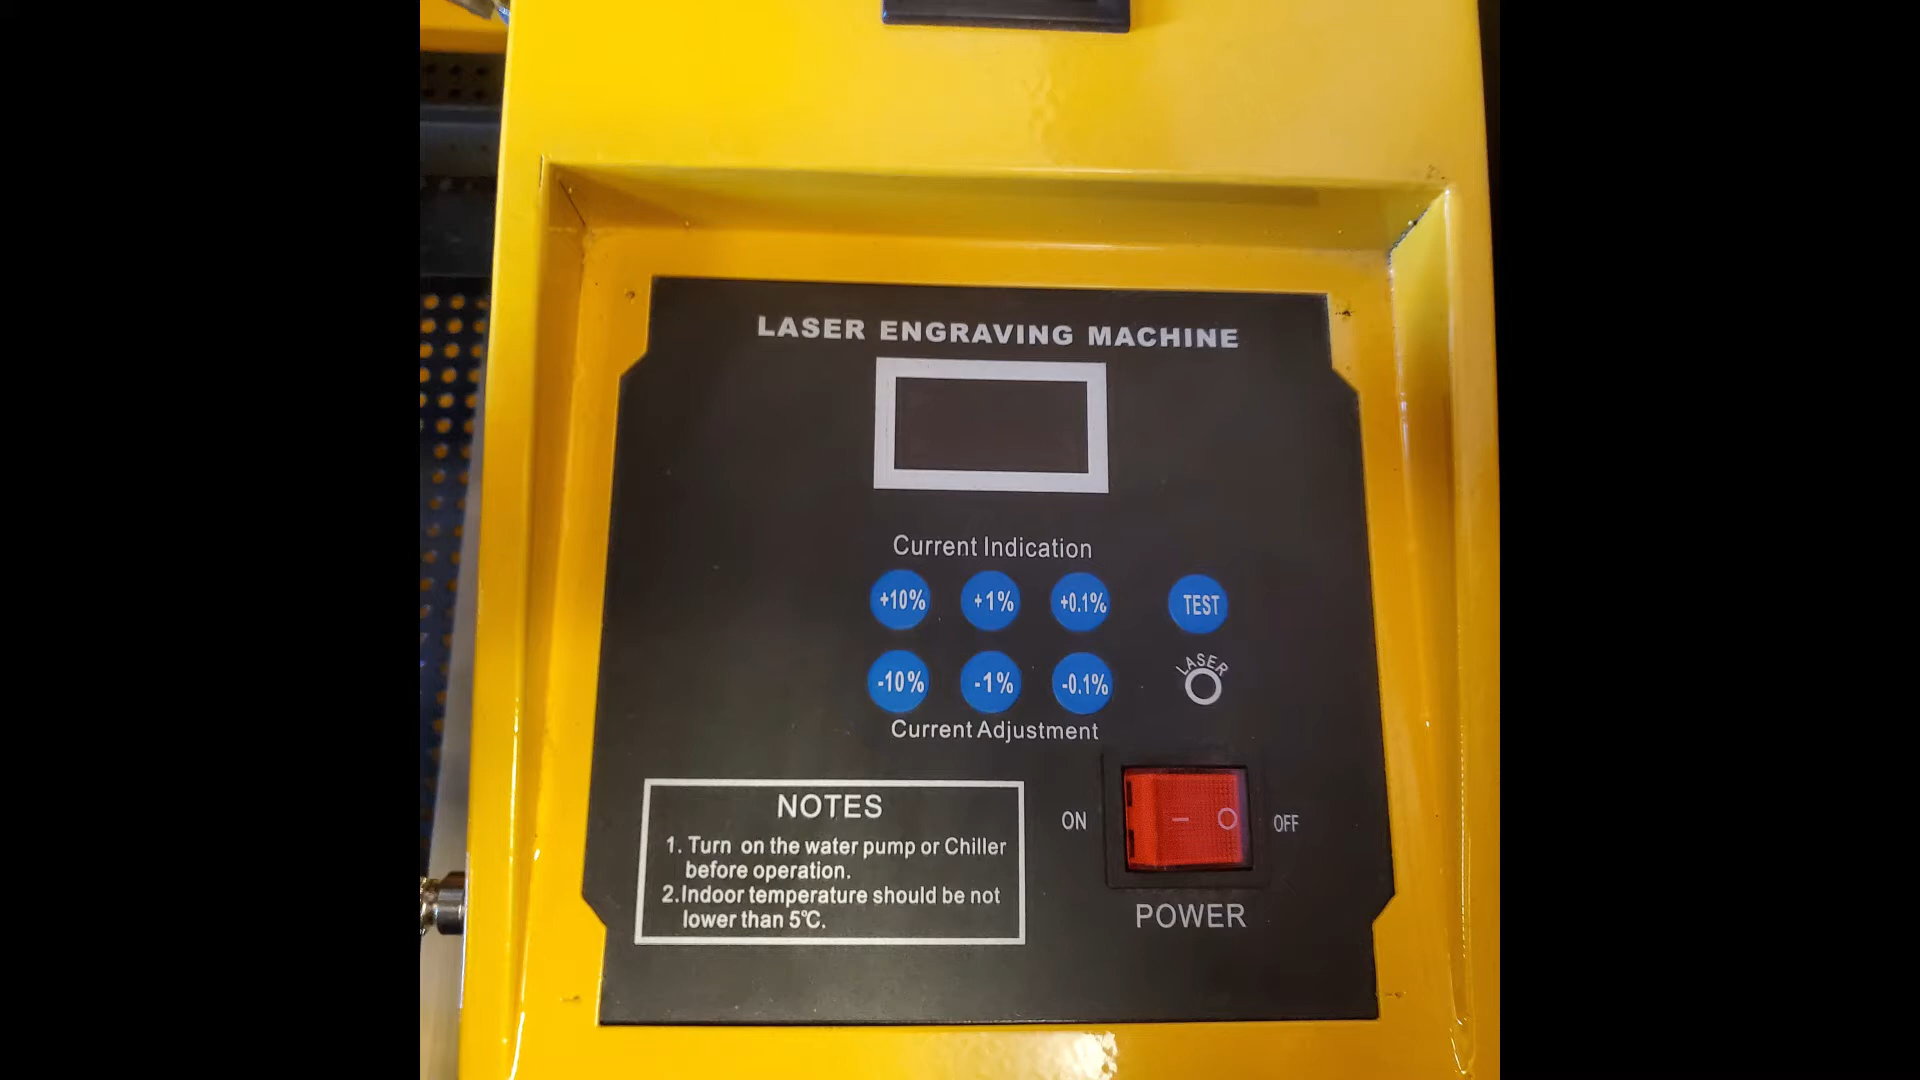 LASER ENGRAVING MACHINE
Current Indication
+10% +1% +0.1% TEST
LASER
-10% -1% -0.1%
Current Adjustment
NOTES
1. Turn on the water pump or Chiller
before operation.
2.Indoor temperature should be not
lower than 5℃.
ON – O OFF
POWER